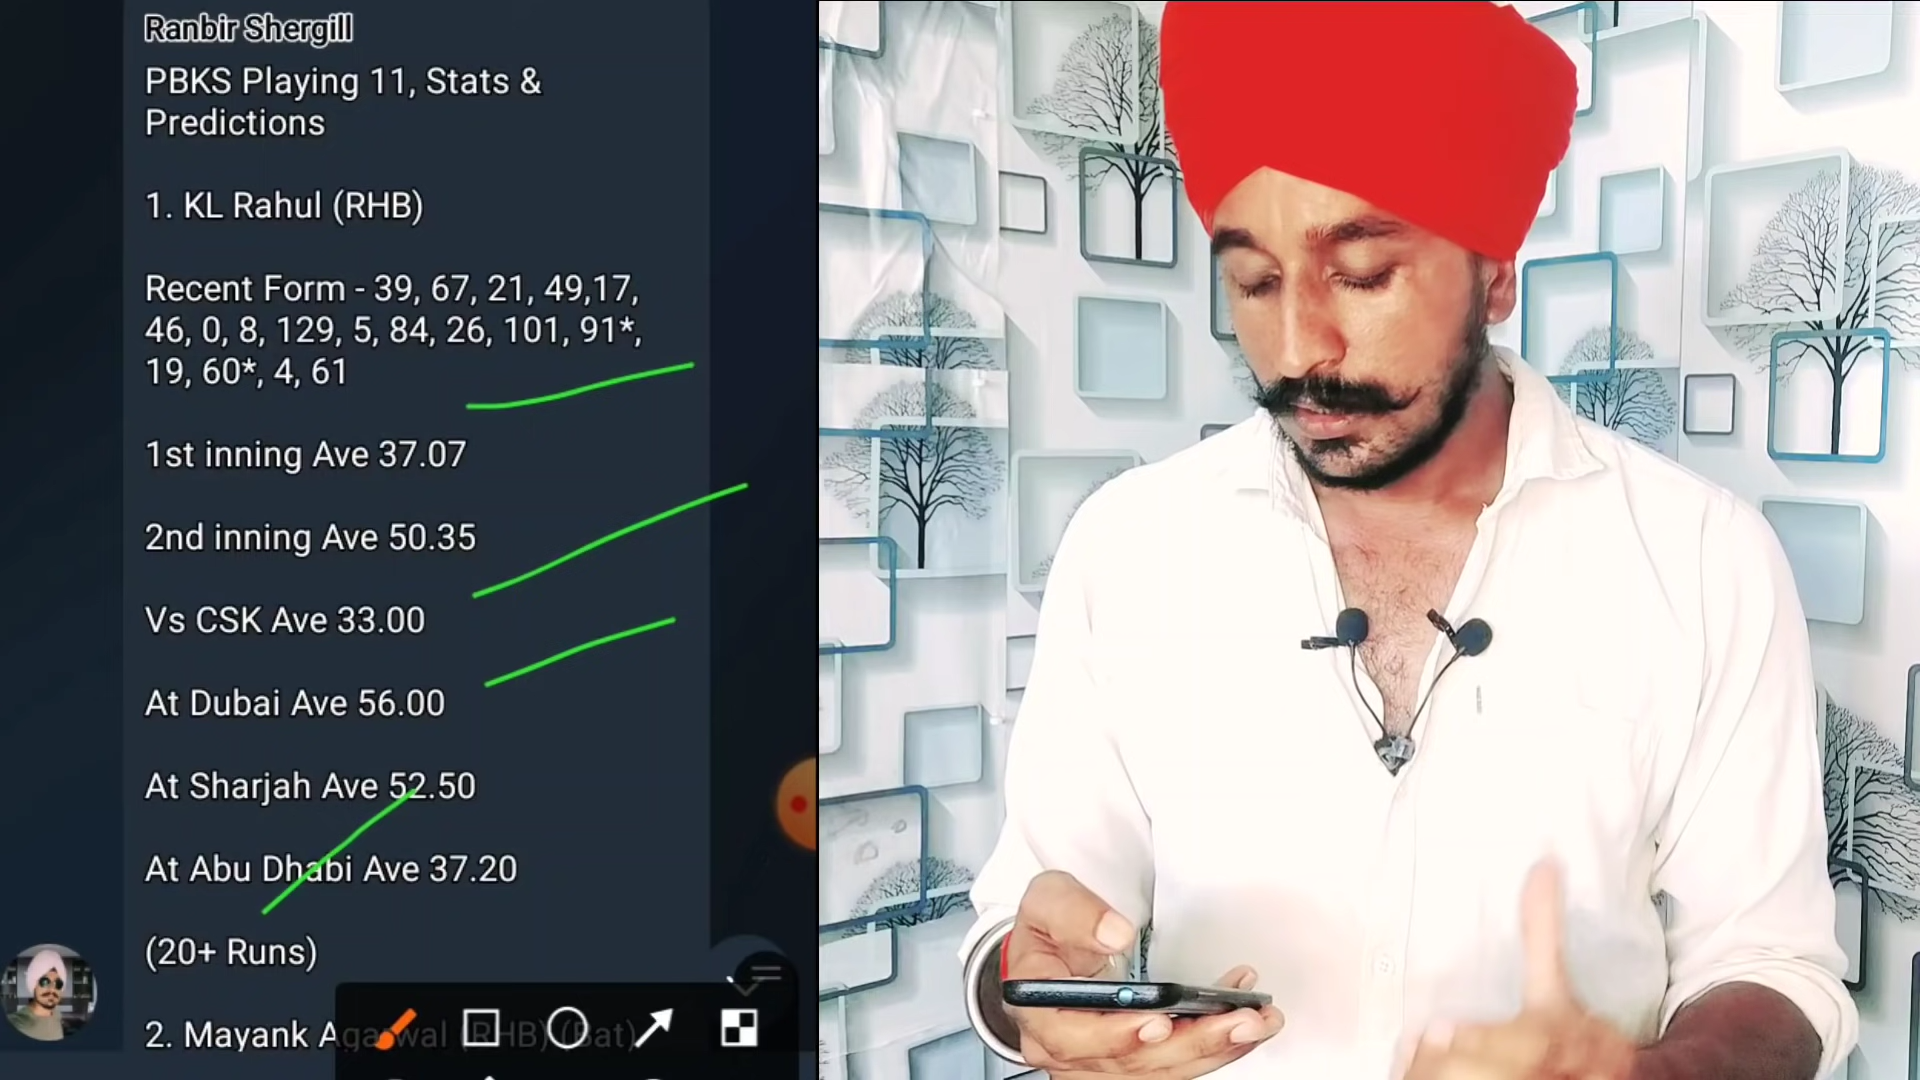 Ranbir Shergill
PBKS Playing 11, Stats &
Predictions
1. KL Rahul (RHB)
Recent Form - 39, 67, 21, 49,17,
46, 0, 8, 129, 5, 84, 26, 101, 91*,
19, 60*, 4, 61
1st inning Ave 37.07
2nd inning Ave 50.35
Vs CSK Ave 33.00
At Dubai Ave 56.00
At Sharjah Ave 52.50
At Abu Dhabi Ave 37.20
(20+ Runs)
2. Mayank Agarwal (RHB) (Bat)